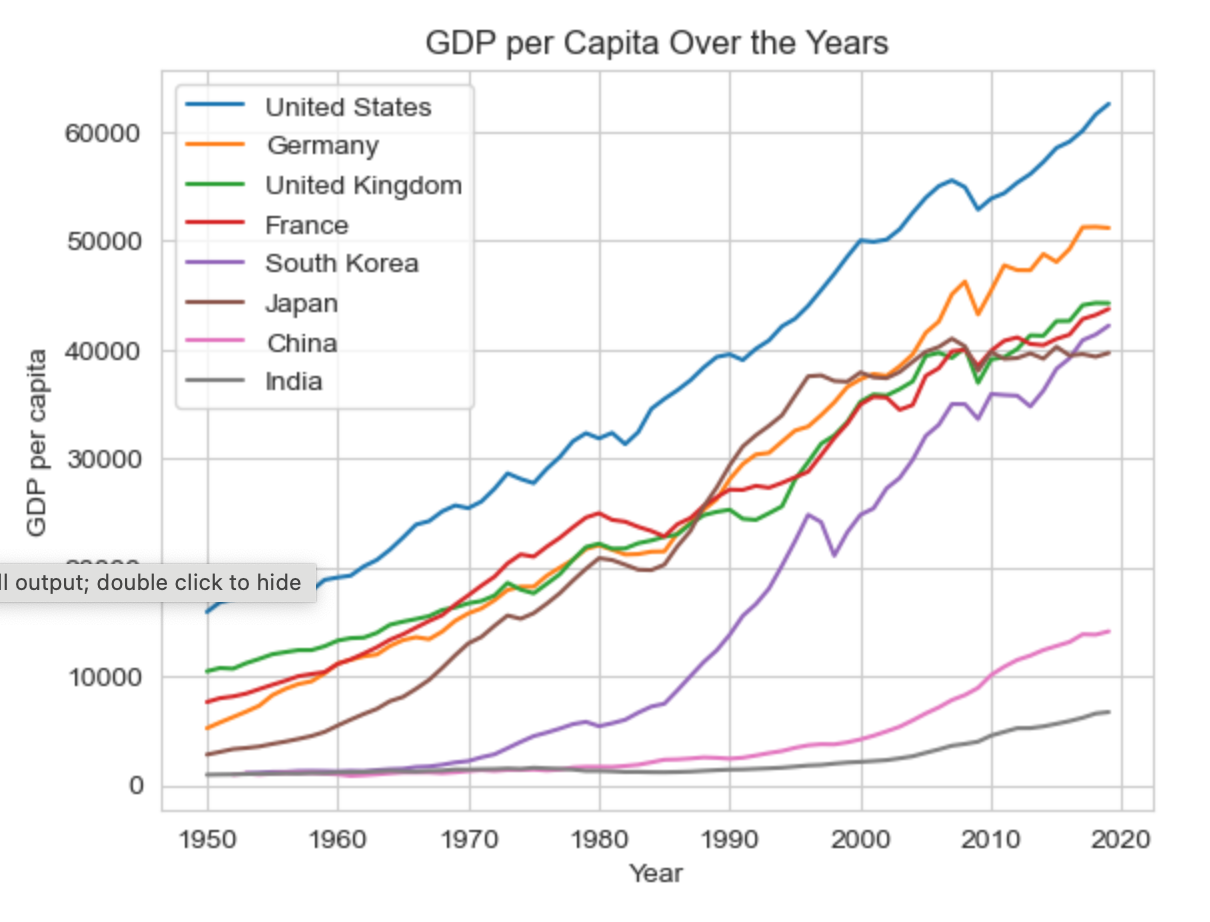 GDP per Capita Over the Years
United States
Germany
United Kingdom
France
South Korea
Japan
China
India
GDP per capita
60000
50000
40000
30000
10000
0
output; double click to hide
1950 1960 1970 1980 1990 2000 2010 2020
Year